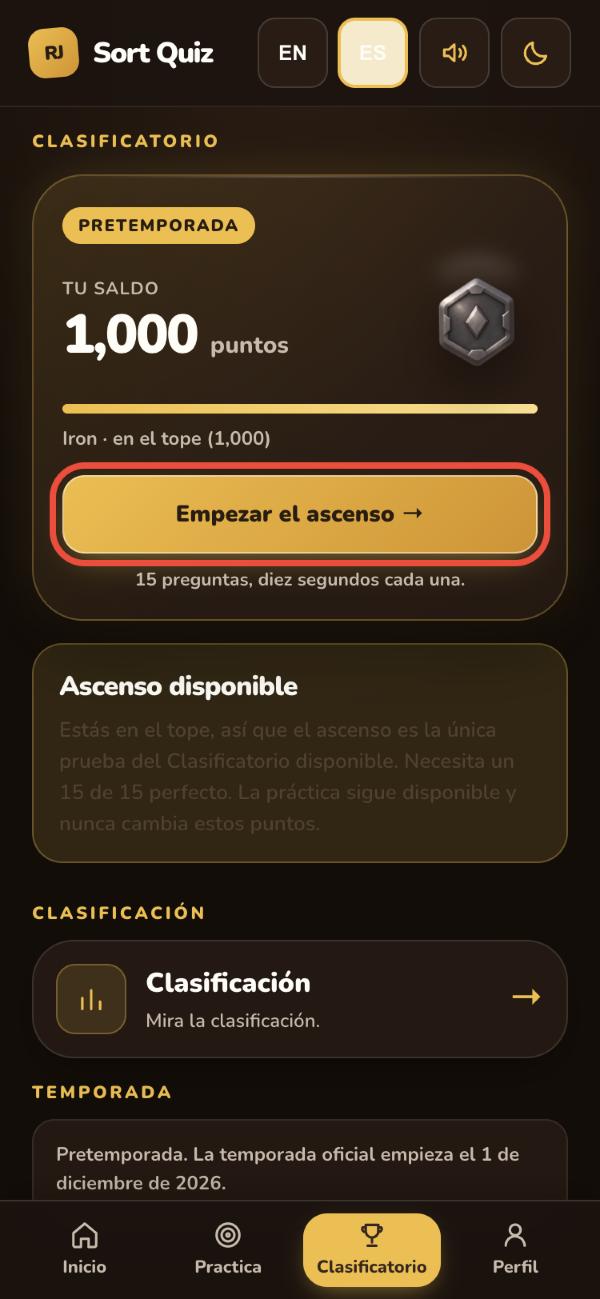 RJ
Sort Quiz
EN
ES
CLASIFICATORIO
PRETEMPORADA
TU SALDO
1,000 puntos
Iron · en el tope (1,000)
Empezar el ascenso →
15 preguntas, diez segundos cada una.
Ascenso disponible
Estás en el tope, así que el ascenso es la única
prueba del Clasificatorio disponible. Necesita un
15 de 15 perfecto. La práctica sigue disponible y
nunca cambia estos puntos.
CLASIFICACIÓN
Clasificación
Mira la clasificación.
→
TEMPORADA
Pretemporada. La temporada oficial empieza el 1 de
diciembre de 2026.
Inicio
Practica
Clasificatorio
Perfil